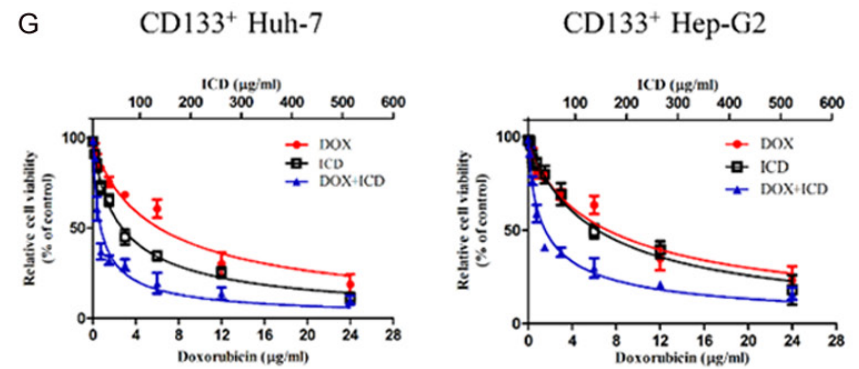 G
CD133+ Huh-7
ICD (µg/ml)
100 200 300 400 500 600
Relative cell viability
(% of control)
100
50
0
DOX
ICD
DOX+ICD
0 4 8 12 16 20 24 28
Doxorubicin (µg/ml)
CD133+ Hep-G2
ICD (µg/ml)
100 200 300 400 500 600
Relative cell viability
(% of control)
100
50
0
DOX
ICD
DOX+ICD
0 4 8 12 16 20 24 28
Doxorubicin (µg/ml)